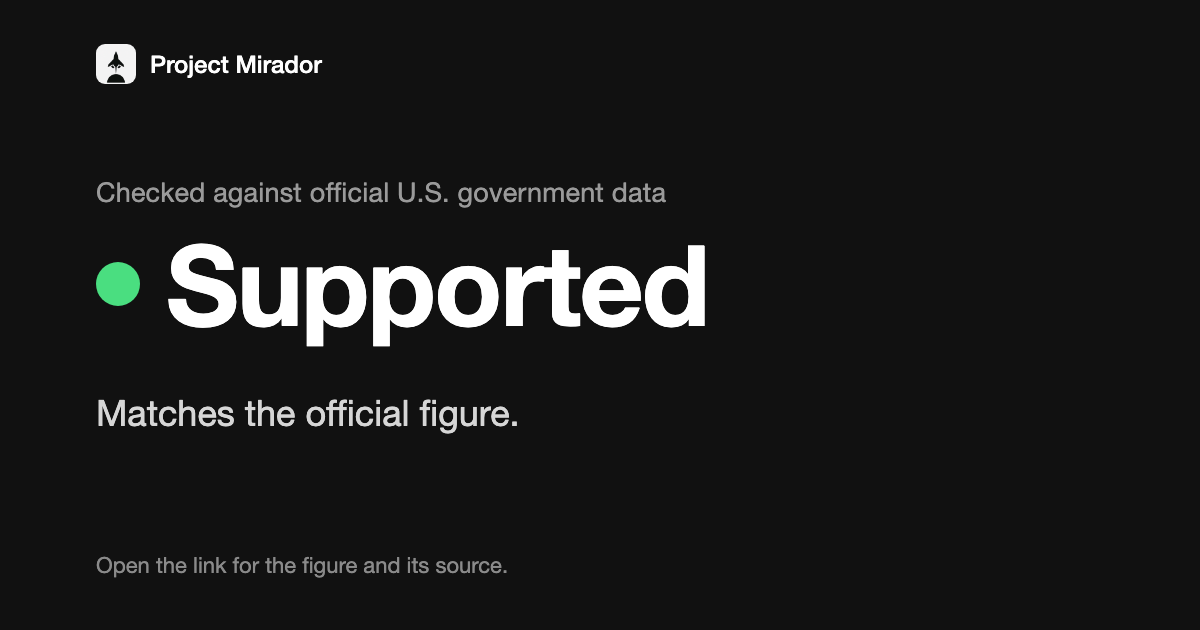 Project Mirador
Checked against official U.S. government data
Supported
Matches the official figure.
Open the link for the figure and its source.